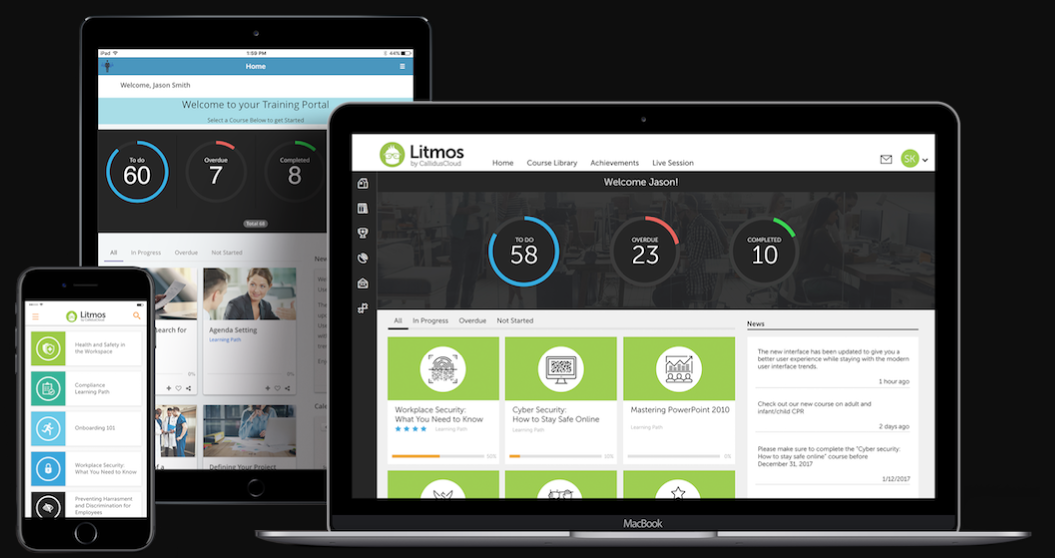 iPad
1:59 PM
44%
Home
Welcome, Jason Smith
Welcome to your Training Portal
Select a Course Below to get Started
To do
60
Overdue
7
Completed
8
Total: All
All
In Progress
Overdue
Not Started
earch for
0%
Agenda Setting
Learning Path
0%
of a
Defining Your Project
Litmos
by CallidusCloud
Health and Safety in
the Workspace
Compliance
Learning Path
Onboarding 101
Workplace Security:
What You Need to Know
Preventing Harrasment
and Discrimination for
Employees
Litmos
by CallidusCloud
Home
Course Library
Achievements
Live Session
SK
Welcome Jason!
TO DO
58
OVERDUE
23
COMPLETED
10
All
In Progress
Overdue
Not Started
Workplace Security:
What You Need to Know
Learning Path
50%
Cyber Security:
How to Stay Safe Online
Learning Path
10%
Mastering PowerPoint 2010
Learning Path
0%
News
The new interface has been updated to give you a
better user experience while staying with the modern
user interface trends.
1 hour ago
Check out our new course on adult and
infant/child CPR
2 days ago
Please make sure to complete the "Cyber security:
How to stay safe online" course before
December 31, 2017
1/12/2017
MacBook